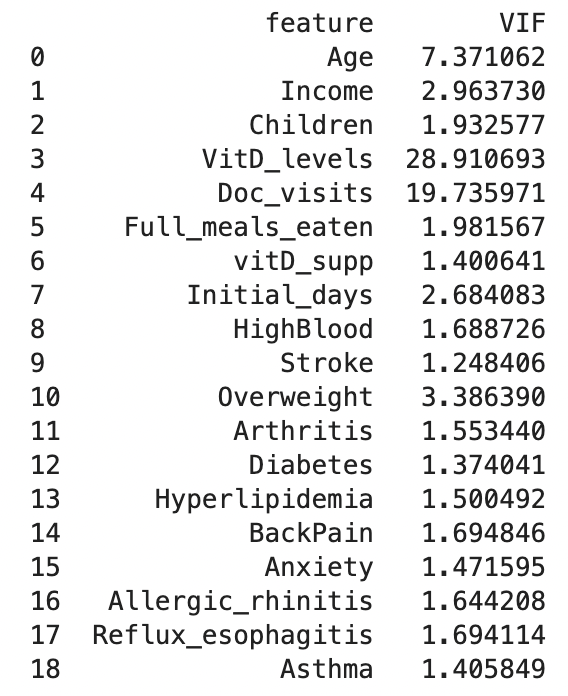 feature VIF
0 Age 7.371062
1 Income 2.963730
2 Children 1.932577
3 VitD_levels 28.910693
4 Doc_visits 19.735971
5 Full_meals_eaten 1.981567
6 vitD_supp 1.400641
7 Initial_days 2.684083
8 HighBlood 1.688726
9 Stroke 1.248406
10 Overweight 3.386390
11 Arthritis 1.553440
12 Diabetes 1.374041
13 Hyperlipidemia 1.500492
14 BackPain 1.694846
15 Anxiety 1.471595
16 Allergic_rhinitis 1.644208
17 Reflux_esophagitis 1.694114
18 Asthma 1.405849